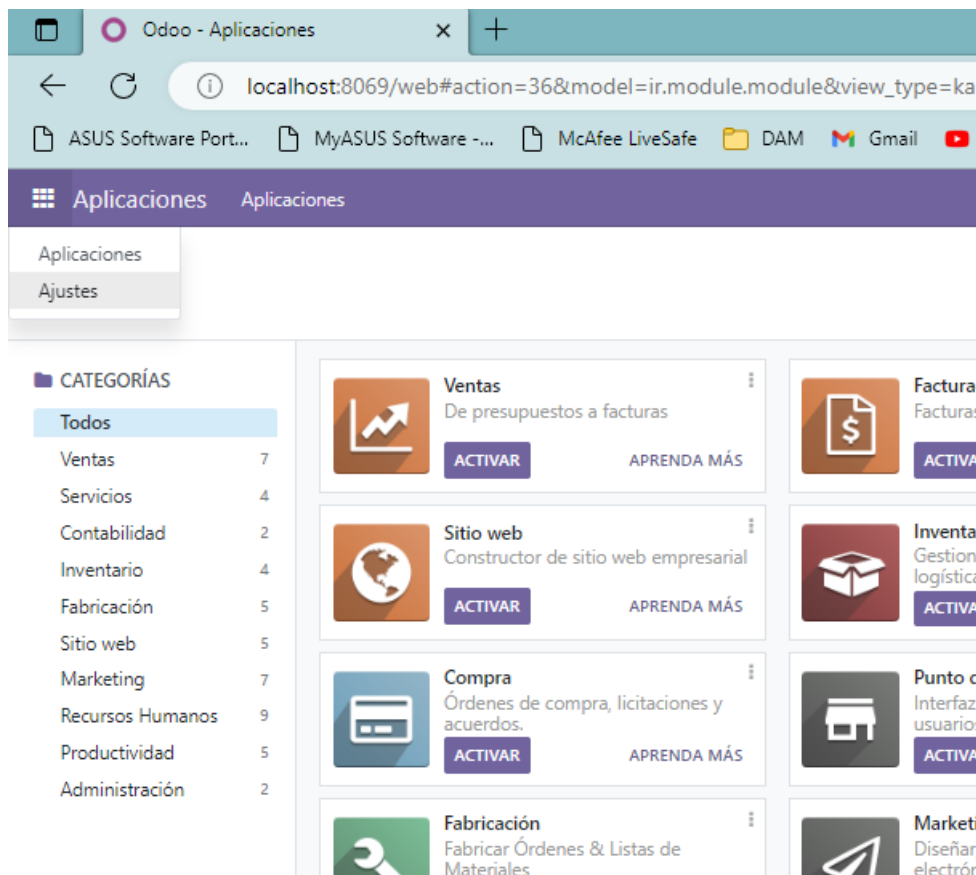 Odoo - Aplicaciones
localhost:8069/web#action=36&model=ir.module.module&view_type=ka
ASUS Software Port... MyASUS Software -... McAfee LiveSafe DAM Gmail
Aplicaciones Aplicaciones
Aplicaciones
Ajustes
CATEGORÍAS
Todos
Ventas 7
Servicios 4
Contabilidad 2
Inventario 4
Fabricación 5
Sitio web 5
Marketing 7
Recursos Humanos 9
Productividad 5
Administración 2
Ventas
De presupuestos a facturas
ACTIVAR APRENDA MÁS
Factura
Facturas
ACTIVA
Sitio web
Constructor de sitio web empresarial
ACTIVAR APRENDA MÁS
Inventa
Gestion
logística
ACTIVA
Compra
Órdenes de compra, licitaciones y
acuerdos.
ACTIVAR APRENDA MÁS
Punto d
Interfaz
usuarios
ACTIVA
Fabricación
Fabricar Órdenes & Listas de
Materiales
Marketi
Diseñar
electrón